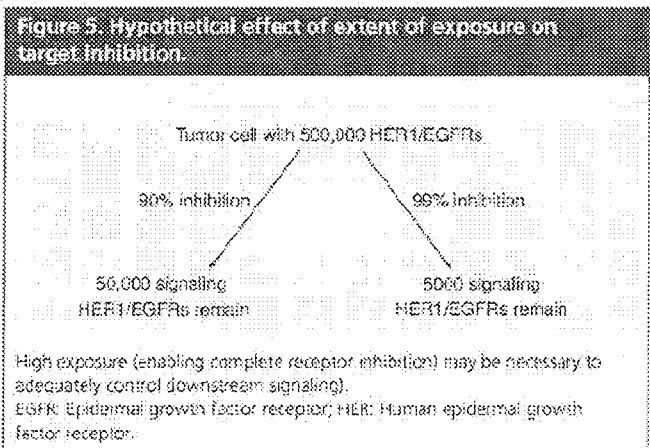 Figure 5. Hypothetical effect of extent of exposure on
target inhibition.
Tumor cell with 500,000 HER1/EGFRs
90% inhibition
99% inhibition
50,000 signaling
HER1/EGFRs remain
5000 signaling
HER1/EGFRs remain
High exposure (enabling complete receptor inhibition) may be necessary to
adequately control downstream signaling).
EGFR: Epidermal growth factor receptor; HER: Human epidermal growth
factor receptor.